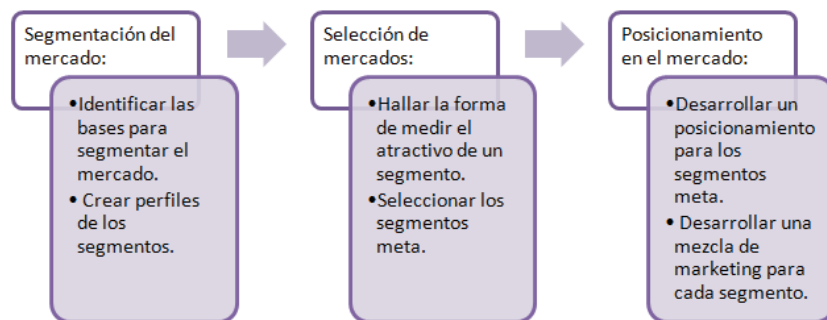 Segmentación del
mercado:
•Identificar las
bases para
segmentar el
mercado.
• Crear perfiles
de los
segmentos.
Selección de
mercados:
•Hallar la forma
de medir el
atractivo de un
segmento.
•Seleccionar los
segmentos
meta.
Posicionamiento
en el mercado:
•Desarrollar un
posicionamiento
para los
segmentos
meta.
• Desarrollar una
mezcla de
marketing para
cada segmento.